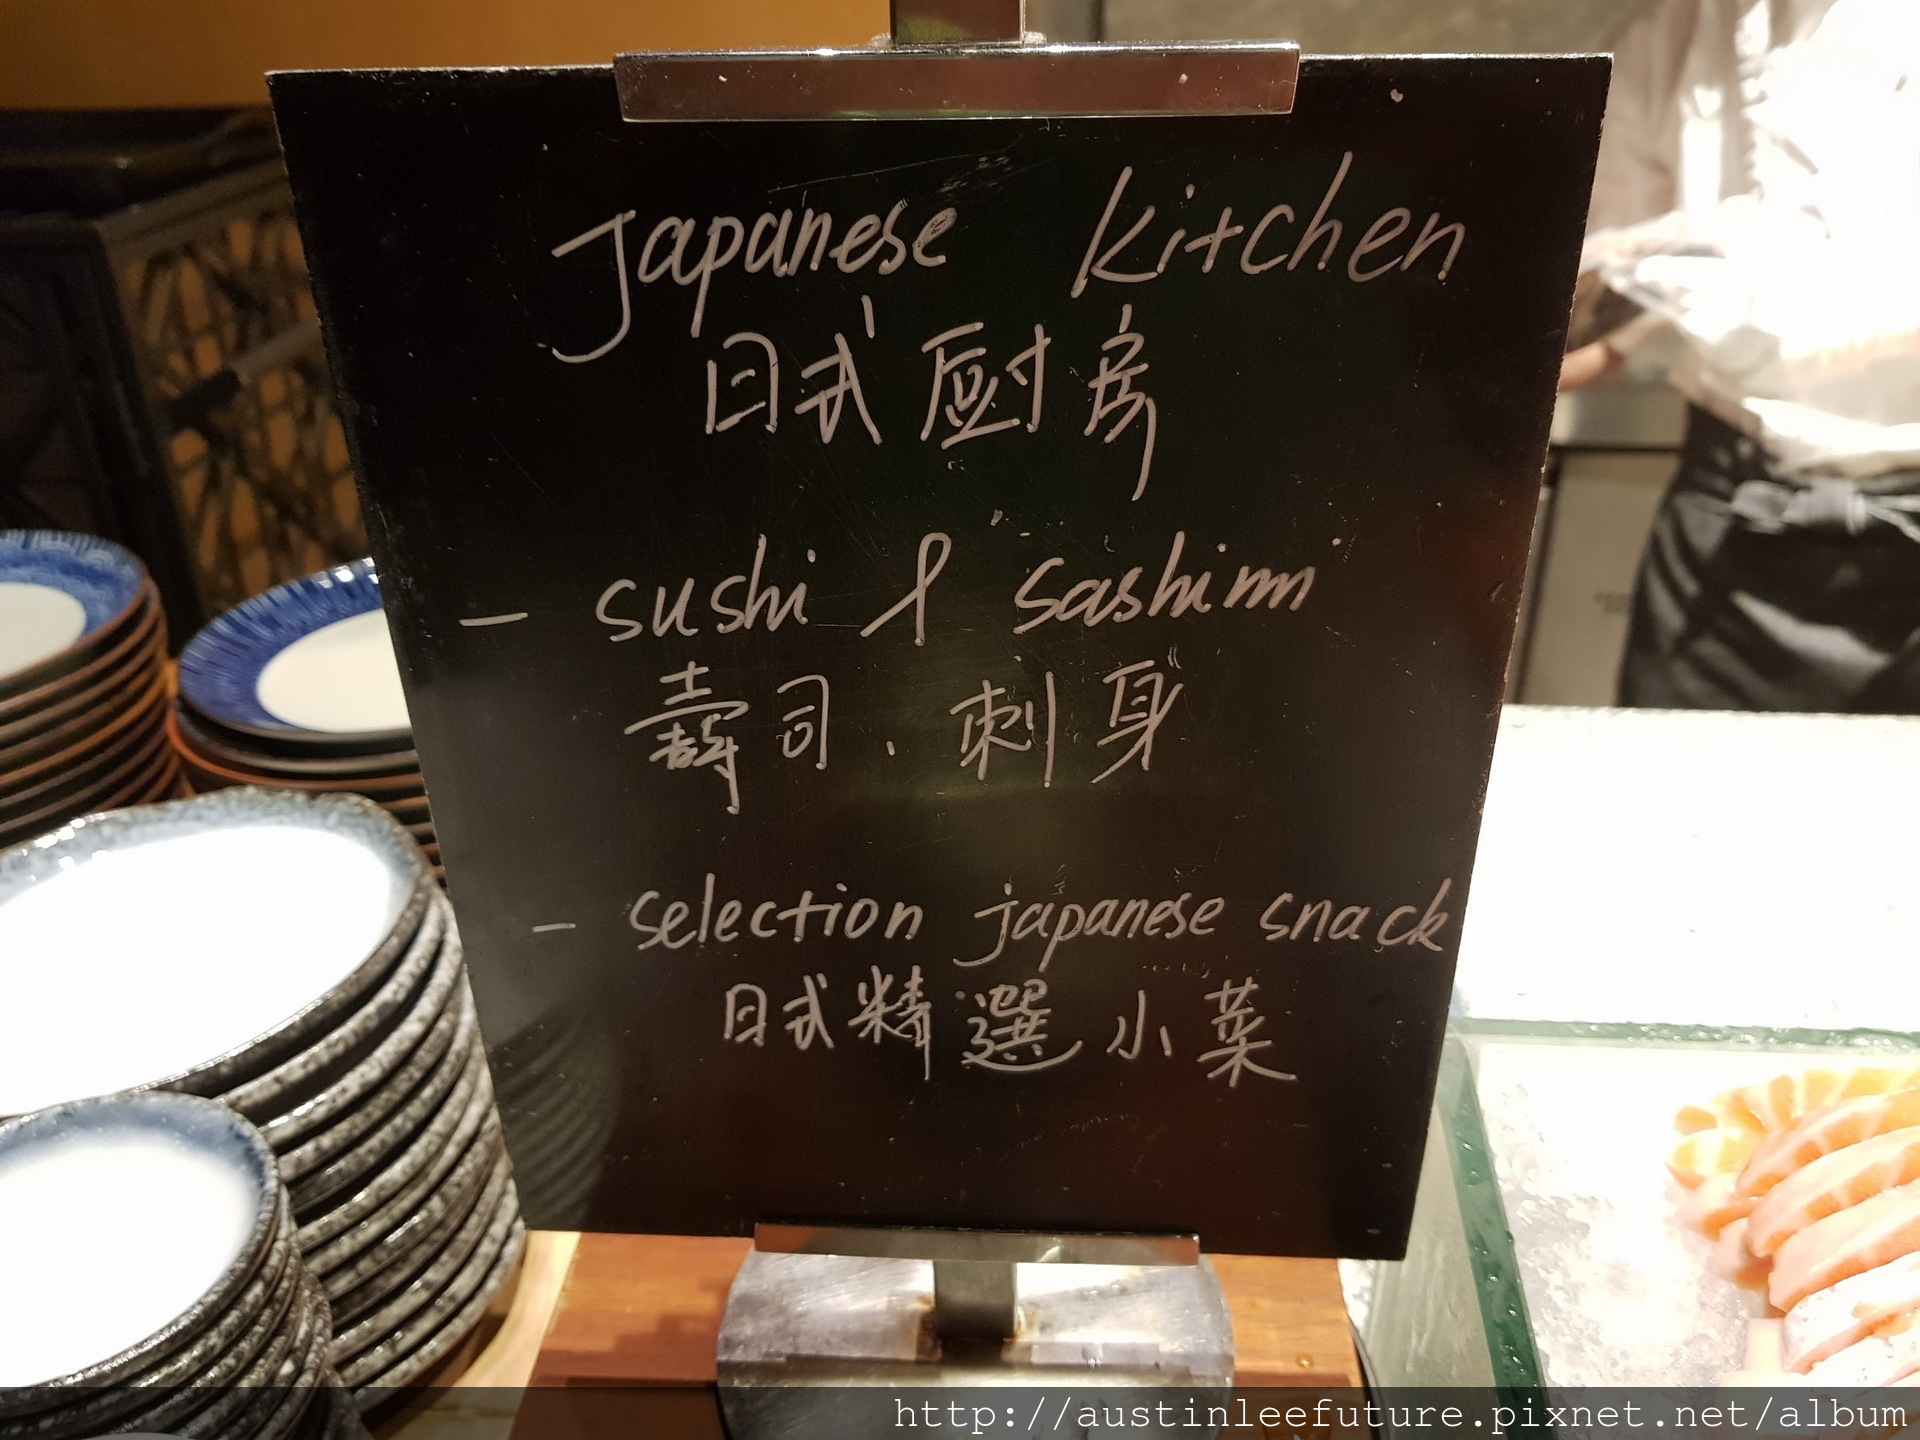 Japanese Kitchen
日式厨房
- sushi & sashimi
壽司、刺身
- selection japanese snack
日式精選小菜
http://austinleefuture.pixnet.net/album